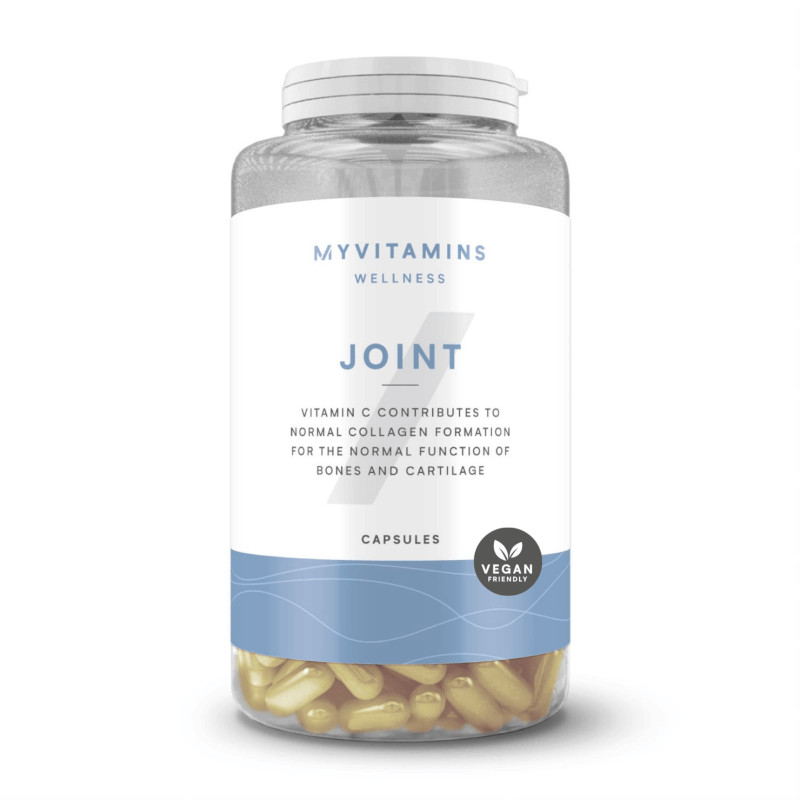 MYVITAMINS
WELLNESS
JOINT
VITAMIN C CONTRIBUTES TO
NORMAL COLLAGEN FORMATION
FOR THE NORMAL FUNCTION OF
BONES AND CARTILAGE
CAPSULES
VEGAN
FRIENDLY